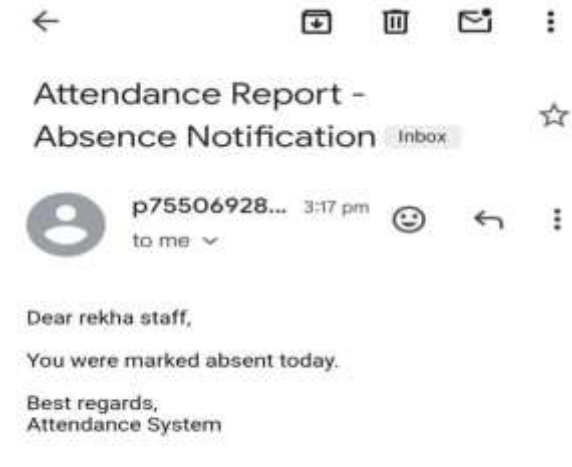 Attendance Report -
Absence Notification Inbox
p75506928... 3:17 pm
to me
Dear rekha staff,
You were marked absent today.
Best regards,
Attendance System